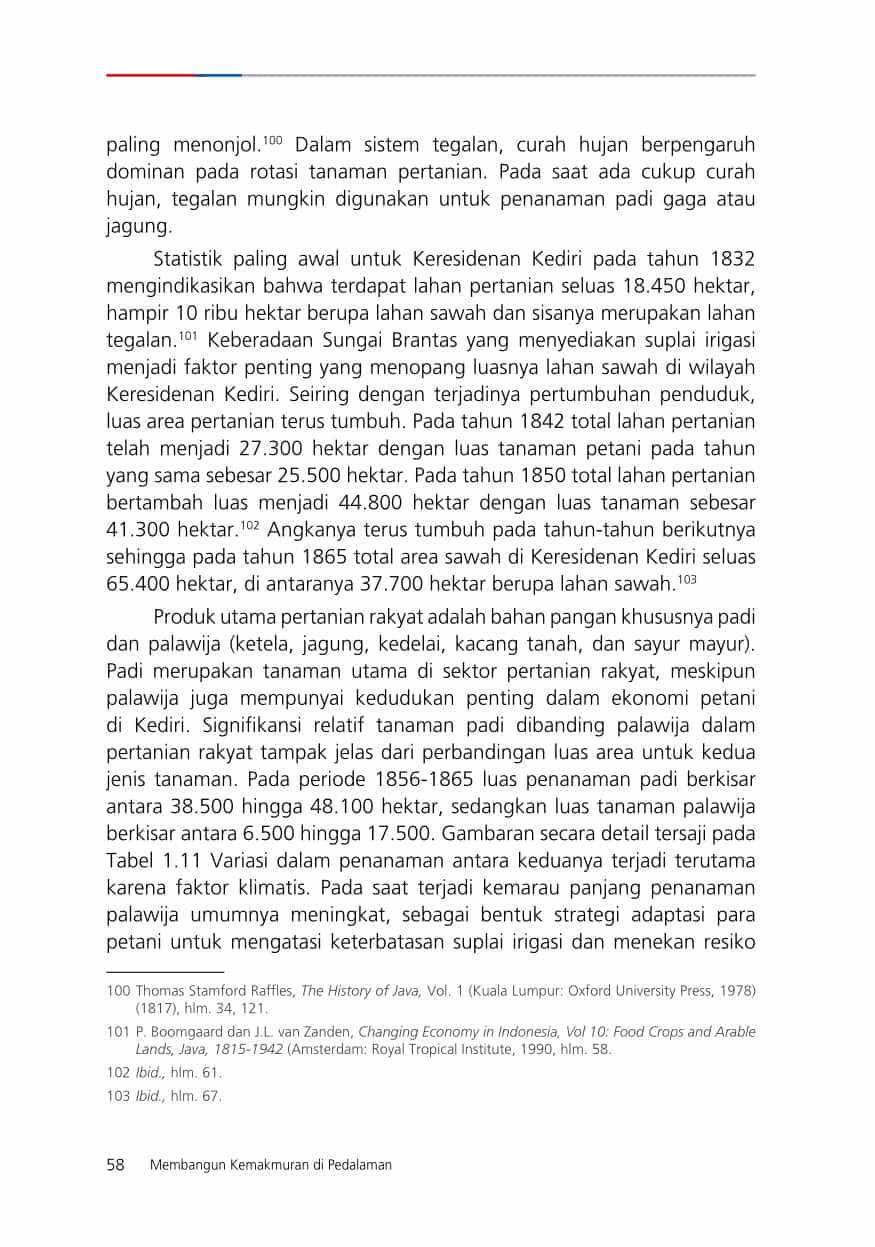 paling menonjol.100 Dalam sistem tegalan, curah hujan berpengaruh
dominan pada rotasi tanaman pertanian. Pada saat ada cukup curah
hujan, tegalan mungkin digunakan untuk penanaman padi gaga atau
jagung.
Statistik paling awal untuk Keresidenan Kediri pada tahun 1832
mengindikasikan bahwa terdapat lahan pertanian seluas 18.450 hektar,
hampir 10 ribu hektar berupa lahan sawah dan sisanya merupakan lahan
tegalan.101 Keberadaan Sungai Brantas yang menyediakan suplai irigasi
menjadi faktor penting yang menopang luasnya lahan sawah di wilayah
Keresidenan Kediri. Seiring dengan terjadinya pertumbuhan penduduk,
luas area pertanian terus tumbuh. Pada tahun 1842 total lahan pertanian
telah menjadi 27.300 hektar dengan luas tanaman petani pada tahun
yang sama sebesar 25.500 hektar. Pada tahun 1850 total lahan pertanian
bertambah luas menjadi 44.800 hektar dengan luas tanaman sebesar
41.300 hektar.102 Angkanya terus tumbuh pada tahun-tahun berikutnya
sehingga pada tahun 1865 total area sawah di Keresidenan Kediri seluas
65.400 hektar, di antaranya 37.700 hektar berupa lahan sawah.103
Produk utama pertanian rakyat adalah bahan pangan khususnya padi
dan palawija (ketela, jagung, kedelai, kacang tanah, dan sayur mayur).
Padi merupakan tanaman utama di sektor pertanian rakyat, meskipun
palawija juga mempunyai kedudukan penting dalam ekonomi petani
di Kediri. Signifikansi relatif tanaman padi dibanding palawija dalam
pertanian rakyat tampak jelas dari perbandingan luas area untuk kedua
jenis tanaman. Pada periode 1856-1865 luas penanaman padi berkisar
antara 38.500 hingga 48.100 hektar, sedangkan luas tanaman palawija
berkisar antara 6.500 hingga 17.500. Gambaran secara detail tersaji pada
Tabel 1.11 Variasi dalam penanaman antara keduanya terjadi terutama
karena faktor klimatis. Pada saat terjadi kemarau panjang penanaman
palawija umumnya meningkat, sebagai bentuk strategi adaptasi para
petani untuk mengatasi keterbatasan suplai irigasi dan menekan resiko
100 Thomas Stamford Raffles, The History of Java, Vol. 1 (Kuala Lumpur: Oxford University Press, 1978)
(1817), hlm. 34, 121.
101 P. Boomgaard dan J.L. van Zanden, Changing Economy in Indonesia, Vol 10: Food Crops and Arable
Lands, Java, 1815-1942 (Amsterdam: Royal Tropical Institute, 1990, hlm. 58.
102 Ibid., hlm. 61.
103 Ibid., hlm. 67.
58 Membangun Kemakmuran di Pedalaman